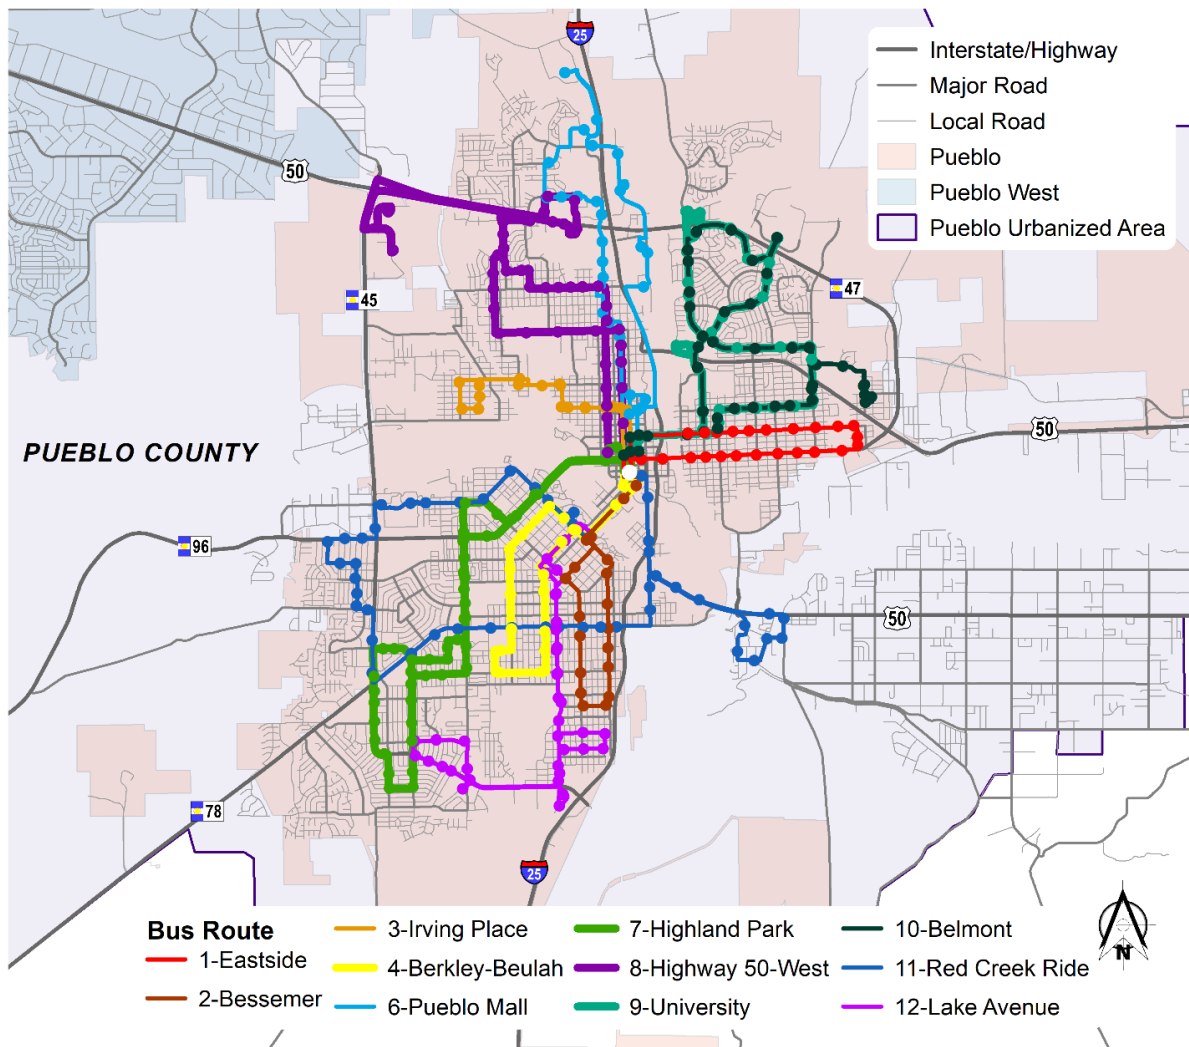 25
Interstate/Highway
Major Road
Local Road
Pueblo
Pueblo West
Pueblo Urbanized Area
50
45
47
PUEBLO COUNTY
50
96
50
78
25
Bus Route
1-Eastside
2-Bessemer
3-Irving Place
4-Berkley-Beulah
6-Pueblo Mall
7-Highland Park
8-Highway 50-West
9-University
10-Belmont
11-Red Creek Ride
12-Lake Avenue
N